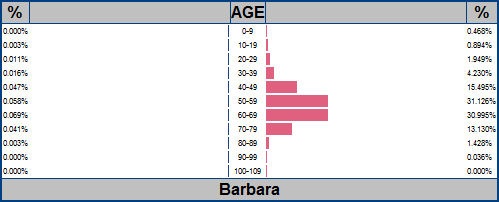 % AGE %
0.000% 0-9 0.468%
0.003% 10-19 0.894%
0.011% 20-29 1.949%
0.016% 30-39 4.230%
0.047% 40-49 15.495%
0.058% 50-59 31.126%
0.069% 60-69 30.995%
0.041% 70-79 13.130%
0.003% 80-89 1.428%
0.000% 90-99 0.036%
0.000% 100-109 0.000%
Barbara